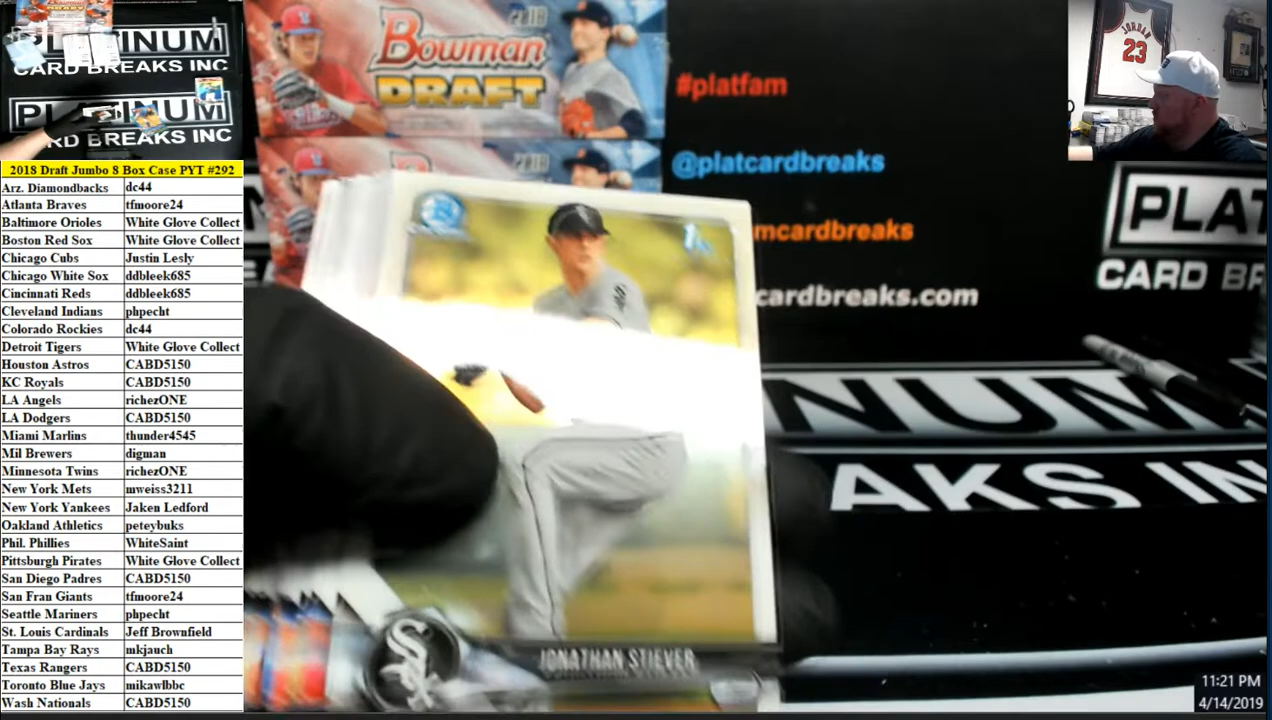 PLATINUM
CARD BREAKS INC
PLATINUM
RD BREAKS INC
2018
Bowman
DRAFT
2018
#platfam
@platcardbreaks
mcardbreaks
cardbreaks.com
JORDAN
23
PLAT
CARD BR
NUM
AKS IN
JONATHAN STIEVER
Sox
2018 Draft Jumbo 8 Box Case PYT #292
Arz. Diamondbacks dc44
Atlanta Braves tfmoore24
Baltimore Orioles White Glove Collect
Boston Red Sox White Glove Collect
Chicago Cubs Justin Lesly
Chicago White Sox ddbleek685
Cincinnati Reds ddbleek685
Cleveland Indians phpecht
Colorado Rockies dc44
Detroit Tigers White Glove Collect
Houston Astros CABD5150
KC Royals CABD5150
LA Angels richezONE
LA Dodgers CABD5150
Miami Marlins thunder4545
Mil Brewers digman
Minnesota Twins richezONE
New York Mets mweiss3211
New York Yankees Jaken Ledford
Oakland Athletics peteybuks
Phil. Phillies WhiteSaint
Pittsburgh Pirates White Glove Collect
San Diego Padres CABD5150
San Fran Giants tfmoore24
Seattle Mariners phpecht
St. Louis Cardinals Jeff Brownfield
Tampa Bay Rays mkjauch
Texas Rangers CABD5150
Toronto Blue Jays mikawlbbc
Wash Nationals CABD5150
11:21 PM
4/14/2019